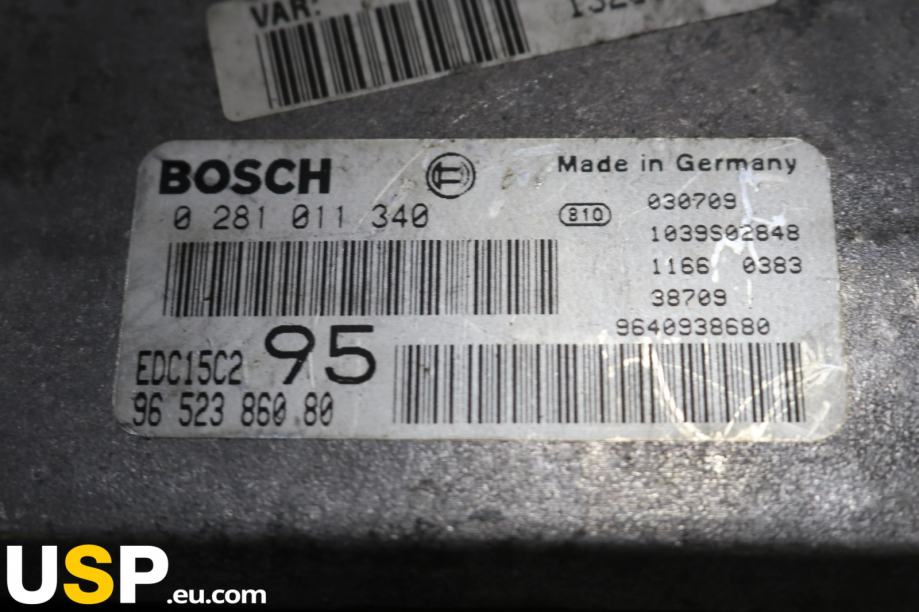 VAR:
BOSCH
Made in Germany
0 281 011 340
810
030709
1039S02848
1166 0383
38709
9640938680
EDC15C2 95
96 523 860 80
USP.eu.com